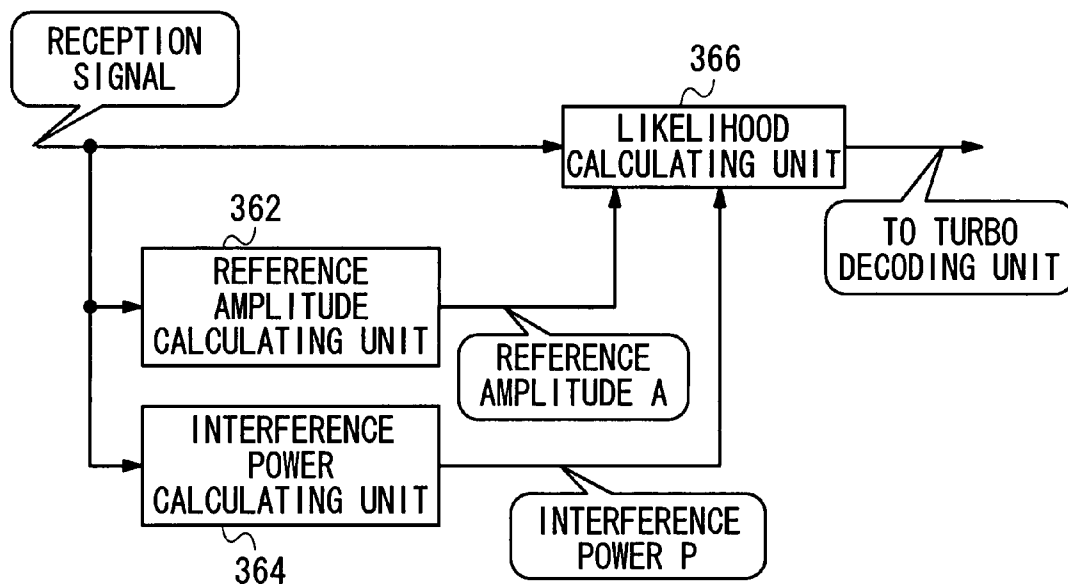 RECEPTION
SIGNAL
366
LIKELIHOOD
CALCULATING UNIT
TO TURBO
DECODING UNIT
362
REFERENCE
AMPLITUDE
CALCULATING UNIT
REFERENCE
AMPLITUDE A
INTERFERENCE
POWER
CALCULATING UNIT
364
INTERFERENCE
POWER P